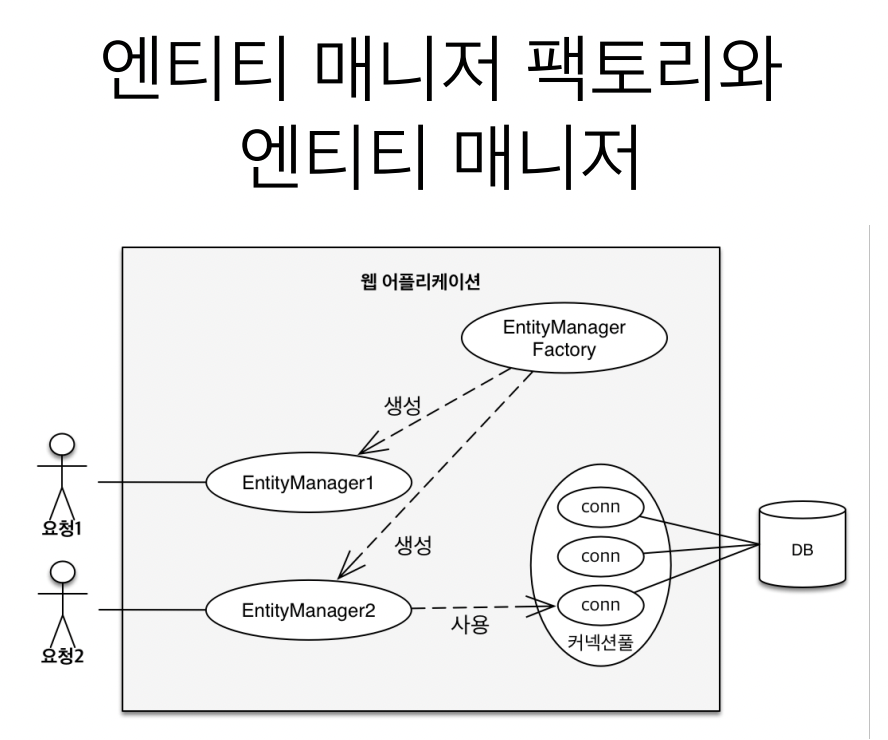 엔티티 매니저 팩토리와
엔티티 매니저
웹 어플리케이션
EntityManager
Factory
생성
요청1
EntityManager1
conn
생성
conn
DB
요청2
EntityManager2
사용
conn
커넥션풀